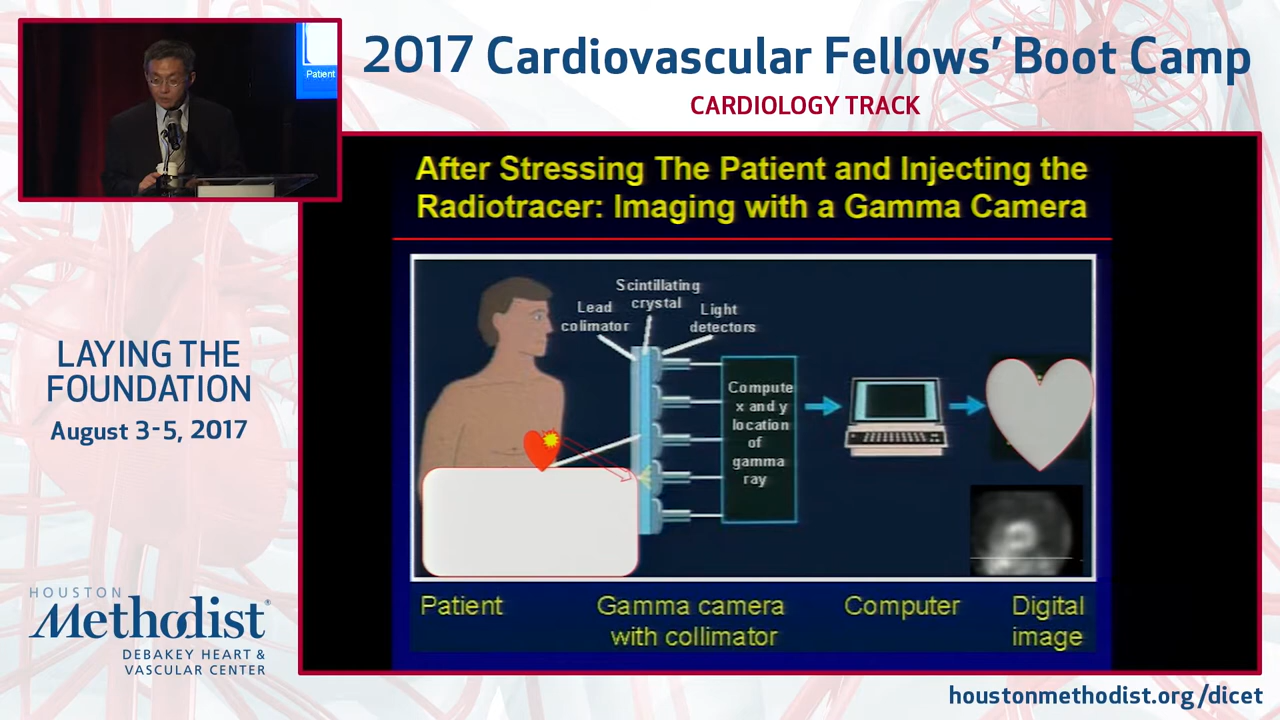 Patient
2017 Cardiovascular Fellows' Boot Camp
CARDIOLOGY TRACK
LAYING THE
FOUNDATION
August 3-5, 2017
HOUSTON
Methodist®
DEBAKEY HEART &
VASCULAR CENTER
After Stressing The Patient and Injecting the
Radiotracer: Imaging with a Gamma Camera
Scintillating
crystal
Lead
colimator
Light
detectors
Compute
x and y
location
of
gamma
ray
Patient
Gamma camera
with collimator
Computer
Digital
image
houstonmethodist.org/dicet